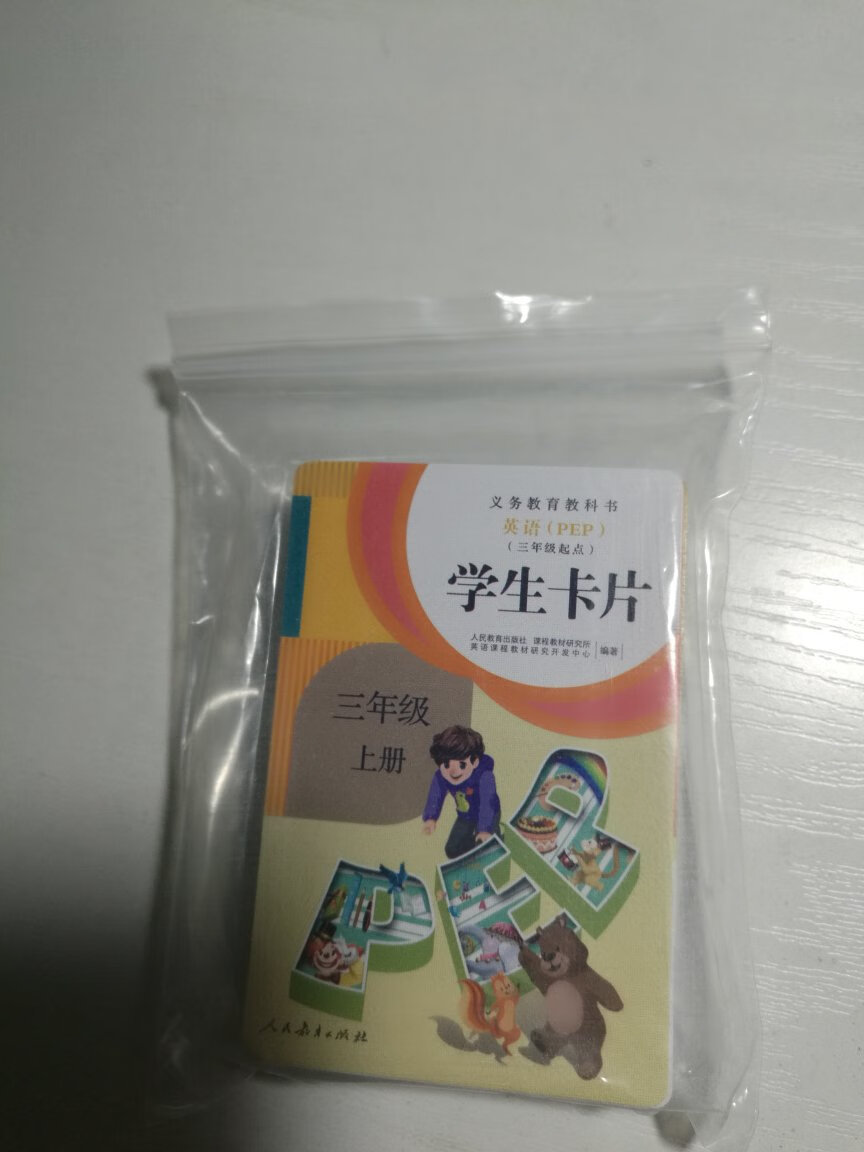 义务教育教科书
英语（PEP）
（三年级起点）
学生卡片
人民教育出版社 课程教材研究所
英语课程教材研究开发中心
编著
三年级
上册
PEP
人民教育出版社